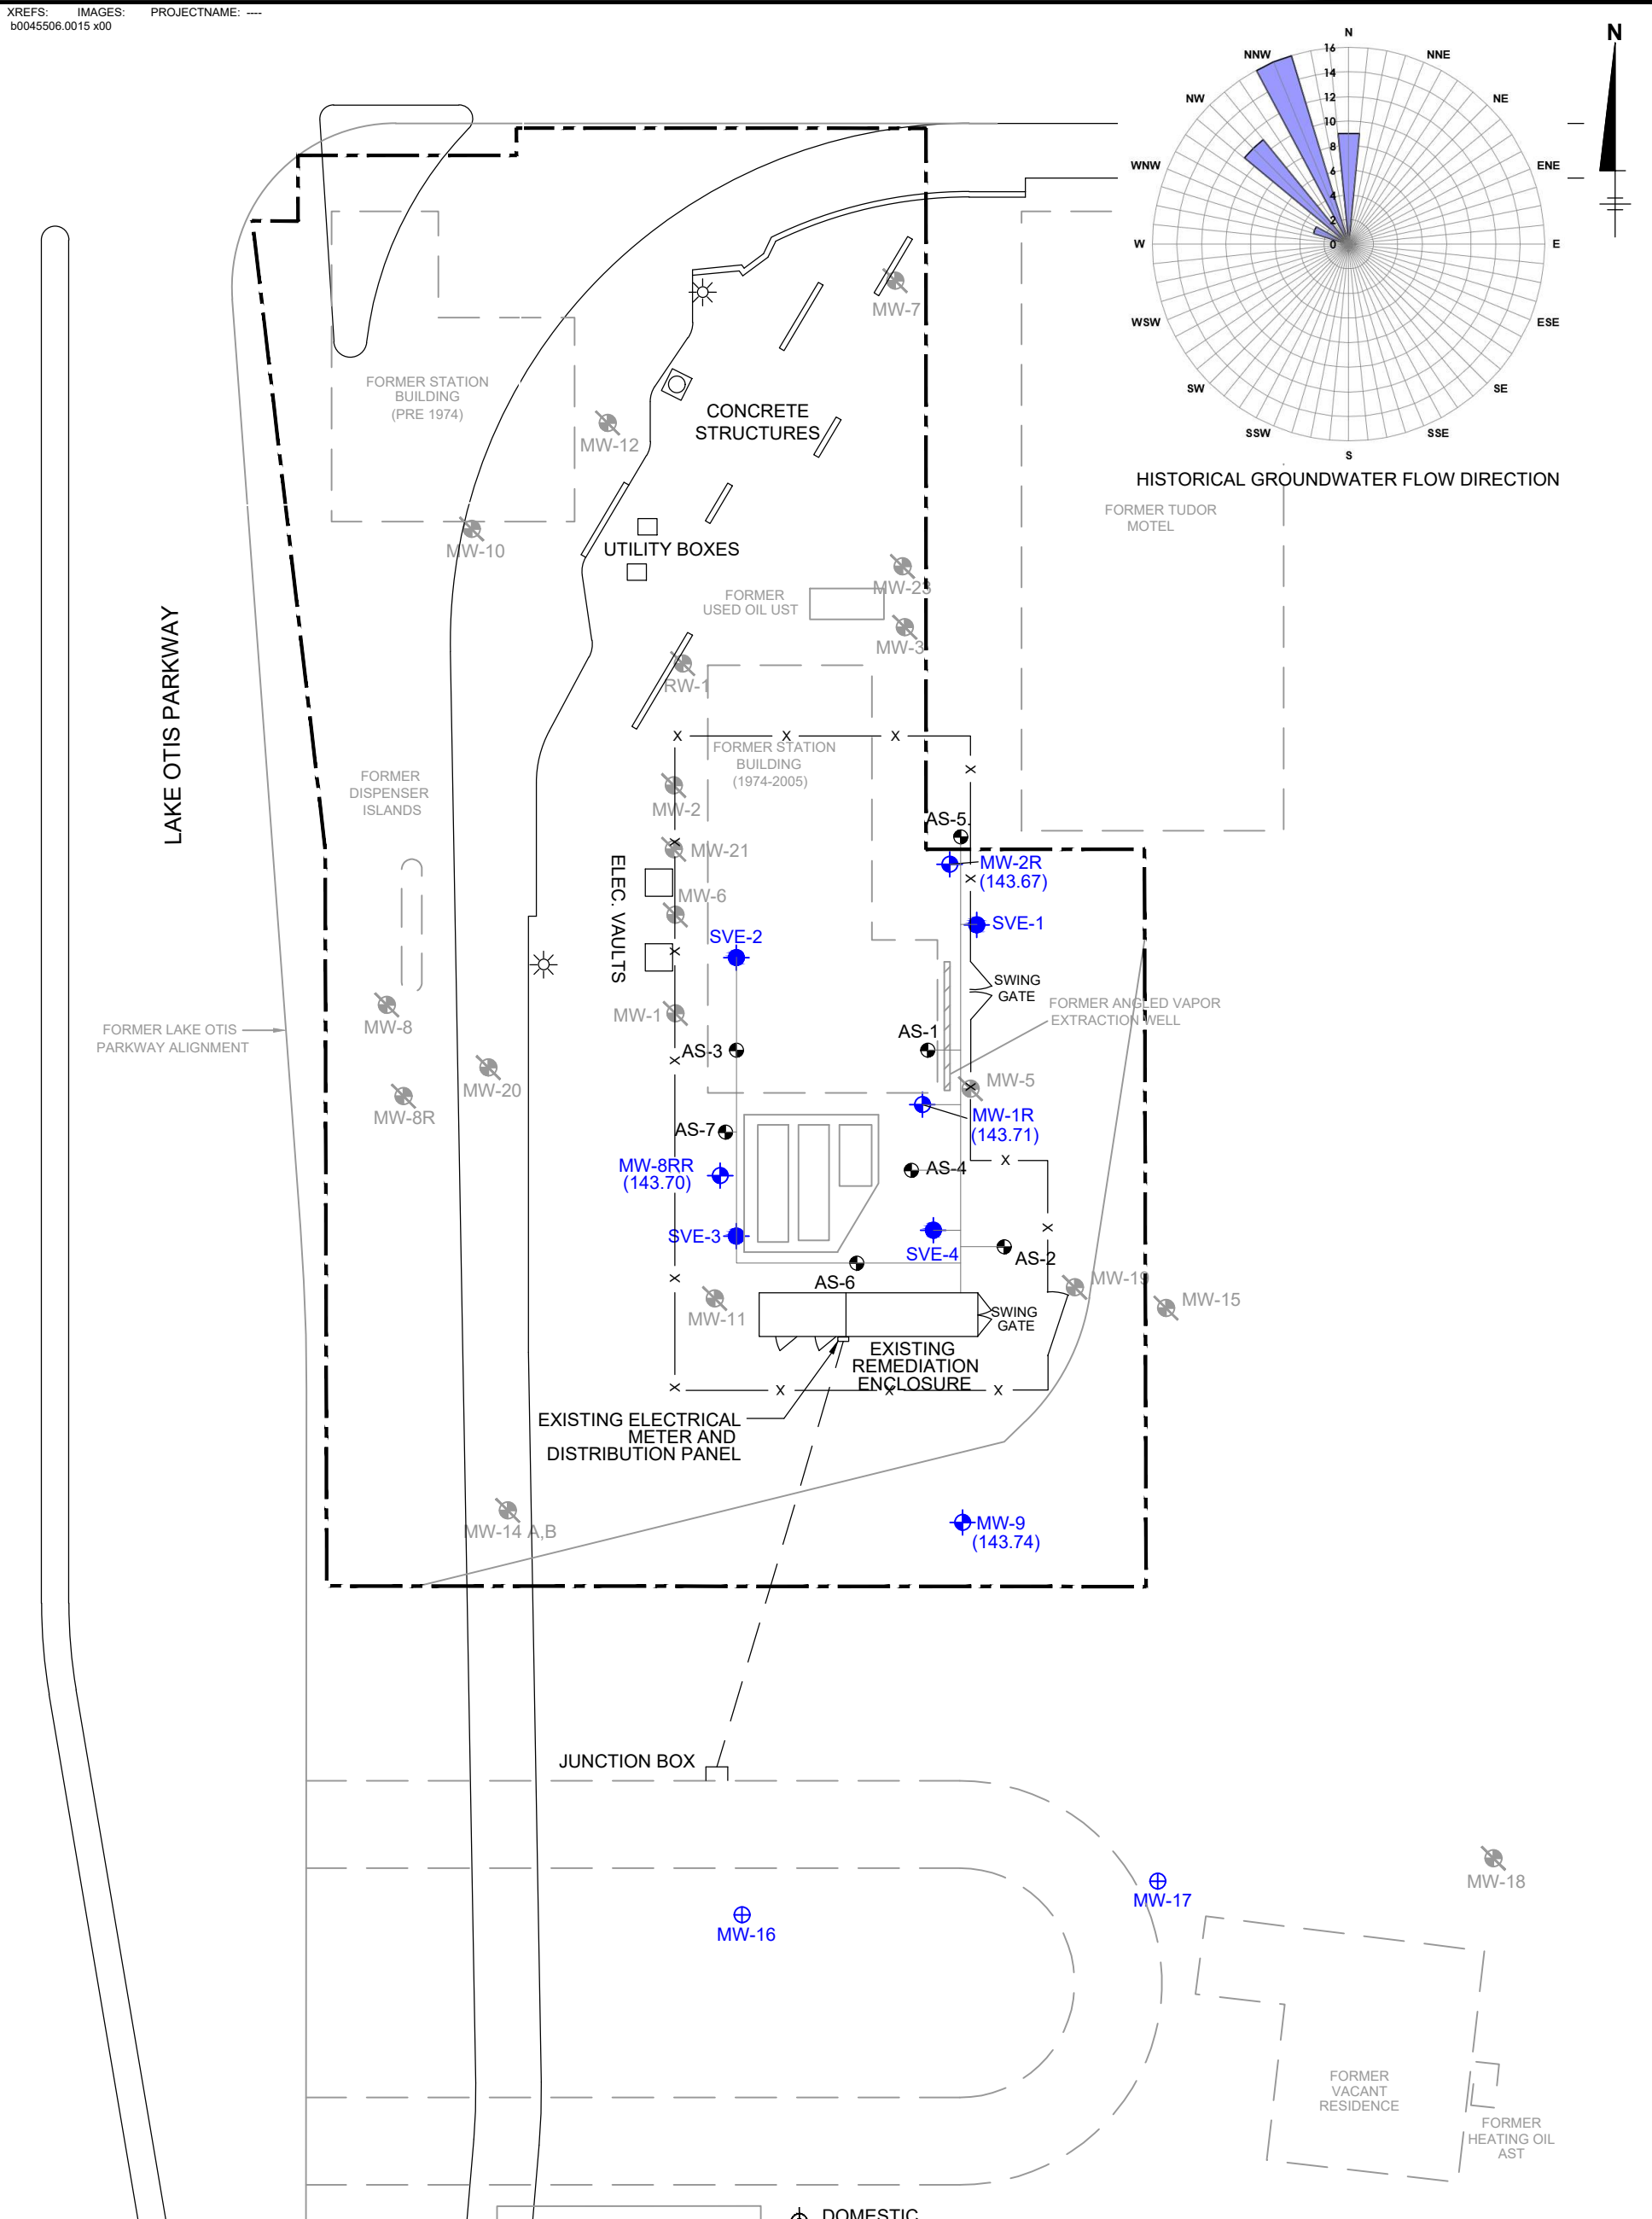 XREFS: IMAGES: PROJECTNAME: ----
b0045506.0015 x00
N
N
NNE
NE
ENE
E
ESE
SE
SSE
S
SSW
SW
WSW
W
WNW
NW
NNW
16
14
12
10
8
6
4
2
0
HISTORICAL GROUNDWATER FLOW DIRECTION
MW-7
FORMER STATION
BUILDING
(PRE 1974)
CONCRETE
STRUCTURES
MW-12
FORMER TUDOR
MOTEL
MW-10
UTILITY BOXES
MW-23
FORMER
USED OIL UST
MW-3
RW-1
LAKE OTIS PARKWAY
X
X
X
FORMER STATION
BUILDING
(1974-2005)
X
FORMER
DISPENSER
ISLANDS
MW-2
AS-5.
X
MW-21
MW-2R
(143.67)
X
ELEC. VAULTS
MW-6
SVE-1
SVE-2
X
SWING
GATE
FORMER ANGLED VAPOR
EXTRACTION WELL
MW-8
MW-1
FORMER LAKE OTIS
PARKWAY ALIGNMENT
AS-1
AS-3
X
MW-20
MW-5
X
MW-8R
MW-1R
(143.71)
AS-7
X
MW-8RR
(143.70)
AS-4
X
SVE-3
SVE-4
AS-2
X
AS-6
MW-19
MW-15
MW-11
SWING
GATE
EXISTING
REMEDIATION
ENCLOSURE
X
X
X
X
EXISTING ELECTRICAL
METER AND
DISTRIBUTION PANEL
MW-14 A,B
MW-9
(143.74)
JUNCTION BOX
MW-18
MW-17
MW-16
FORMER
VACANT
RESIDENCE
FORMER
HEATING OIL
AST
DOMESTIC